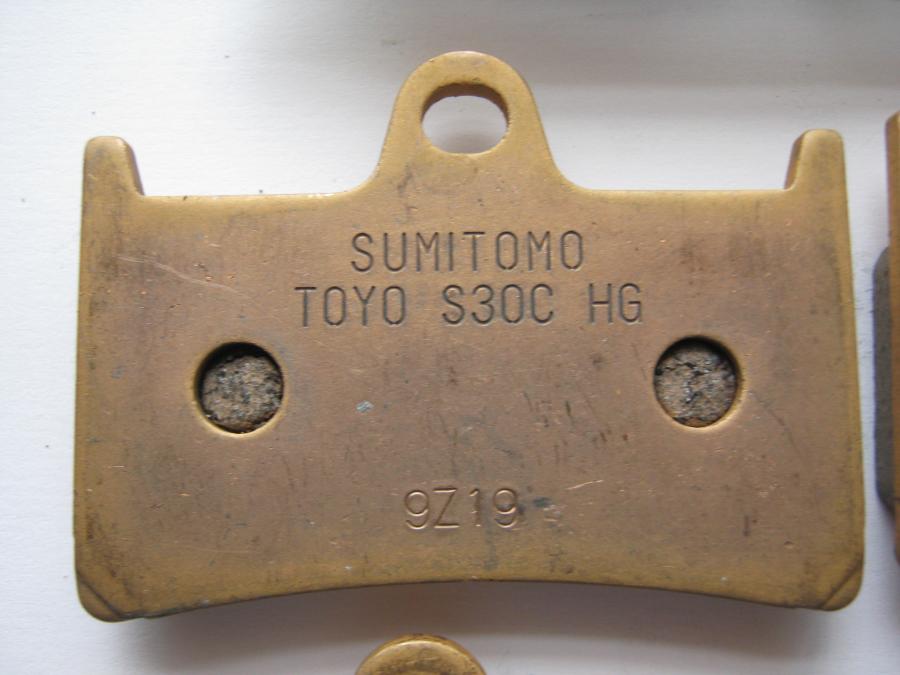 SUMITOMO
TOYO S30C HG
9Z19